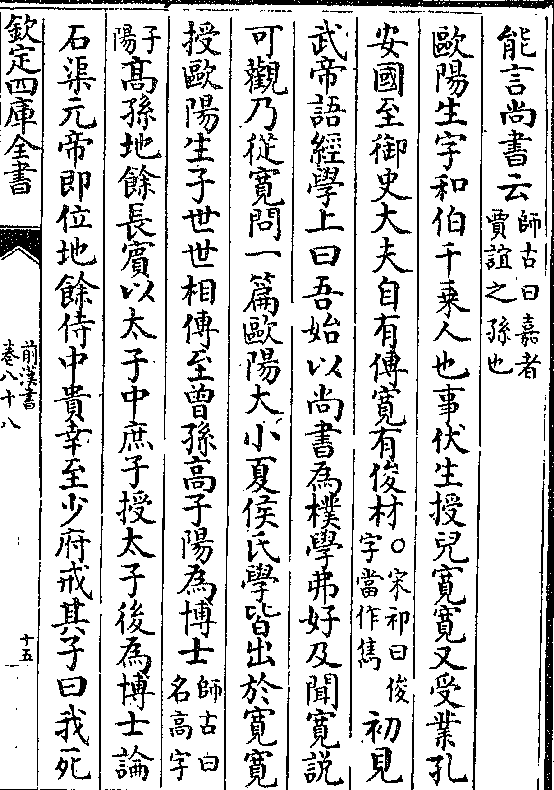 能言尚書云師古曰嘉者賈誼之孫也
歐陽生字和伯千乗人也事伏生授兒寛寛又受業孔
安國至御史大夫自有傳寛有俊材○宋祁曰俊字當作雋初見
武帝語經學上曰吾始以尚書為樸學弗好及聞寛説
可觀乃從寛問一篇歐陽大小夏侯氏學皆出於寛寛
授歐陽生子世世相傳至曽孫髙子陽為博士師古曰名髙字
子陽髙孫地餘長賓以太子中庶子授太子後為博士論
石渠元帝即位地餘侍中貴幸至少府戒其子曰我死
欽定四庫全書
前漢書
卷八十八
十五